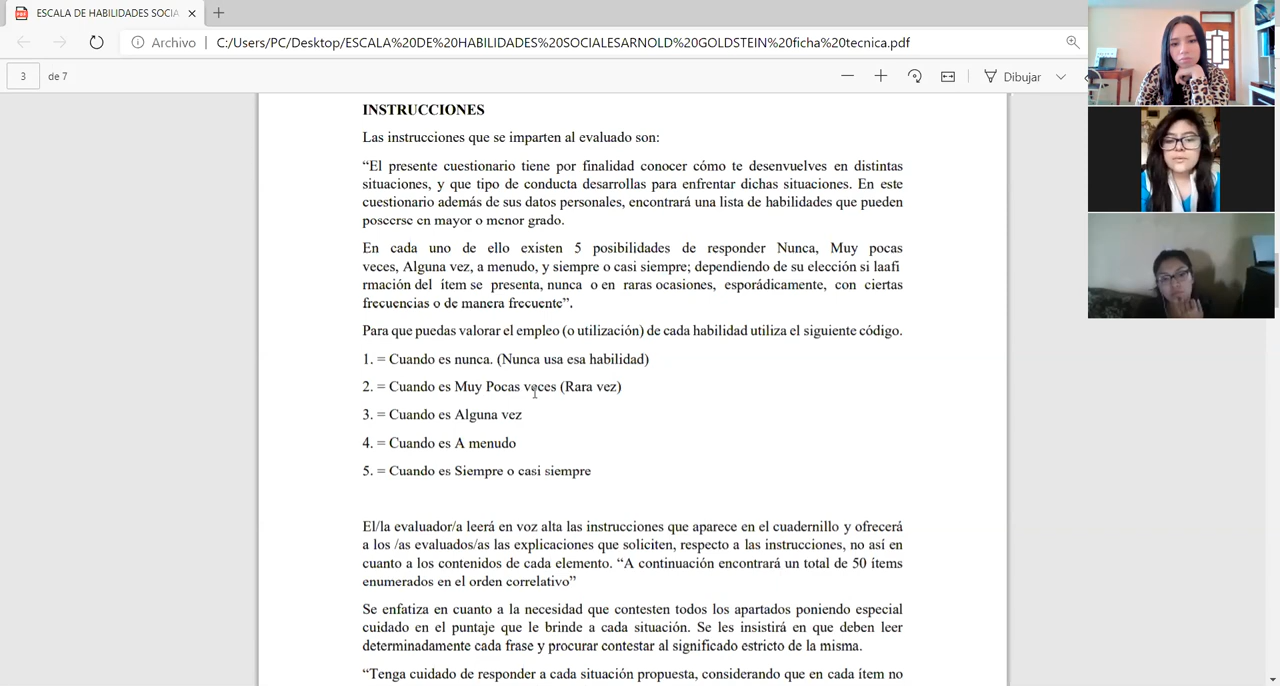 ESCALA DE HABILIDADES SOCIA
Archivo C:/Users/PC/Desktop/ESCALA%20DE%20HABILIDADES%20SOCIALESARNOLD%20GOLDSTEIN%20ficha%20tecnica.pdf
3 de 7 Dibujar
INSTRUCCIONES
Las instrucciones que se imparten al evaluado son:
“El presente cuestionario tiene por finalidad conocer cómo te desenvuelves en distintas
situaciones, y que tipo de conducta desarrollas para enfrentar dichas situaciones. En este
cuestionario además de sus datos personales, encontrará una lista de habilidades que pueden
poseerse en mayor o menor grado.
En cada uno de ello existen 5 posibilidades de responder Nunca, Muy pocas
veces, Alguna vez, a menudo, y siempre o casi siempre; dependiendo de su elección si laafi
rmación del ítem se presenta, nunca o en raras ocasiones, esporádicamente, con ciertas
frecuencias o de manera frecuente”.
Para que puedas valorar el empleo (o utilización) de cada habilidad utiliza el siguiente código.
1. = Cuando es nunca. (Nunca usa esa habilidad)
2. = Cuando es Muy Pocas veces (Rara vez)
3. = Cuando es Alguna vez
4. = Cuando es A menudo
5. = Cuando es Siempre o casi siempre
El/la evaluador/a leerá en voz alta las instrucciones que aparece en el cuadernillo y ofrecerá
a los /as evaluados/as las explicaciones que soliciten, respecto a las instrucciones, no así en
cuanto a los contenidos de cada elemento. “A continuación encontrará un total de 50 ítems
enumerados en el orden correlativo”
Se enfatiza en cuanto a la necesidad que contesten todos los apartados poniendo especial
cuidado en el puntaje que le brinde a cada situación. Se les insistirá en que deben leer
determinadamente cada frase y procurar contestar al significado estricto de la misma.
“Tenga cuidado de responder a cada situación propuesta, considerando que en cada ítem no